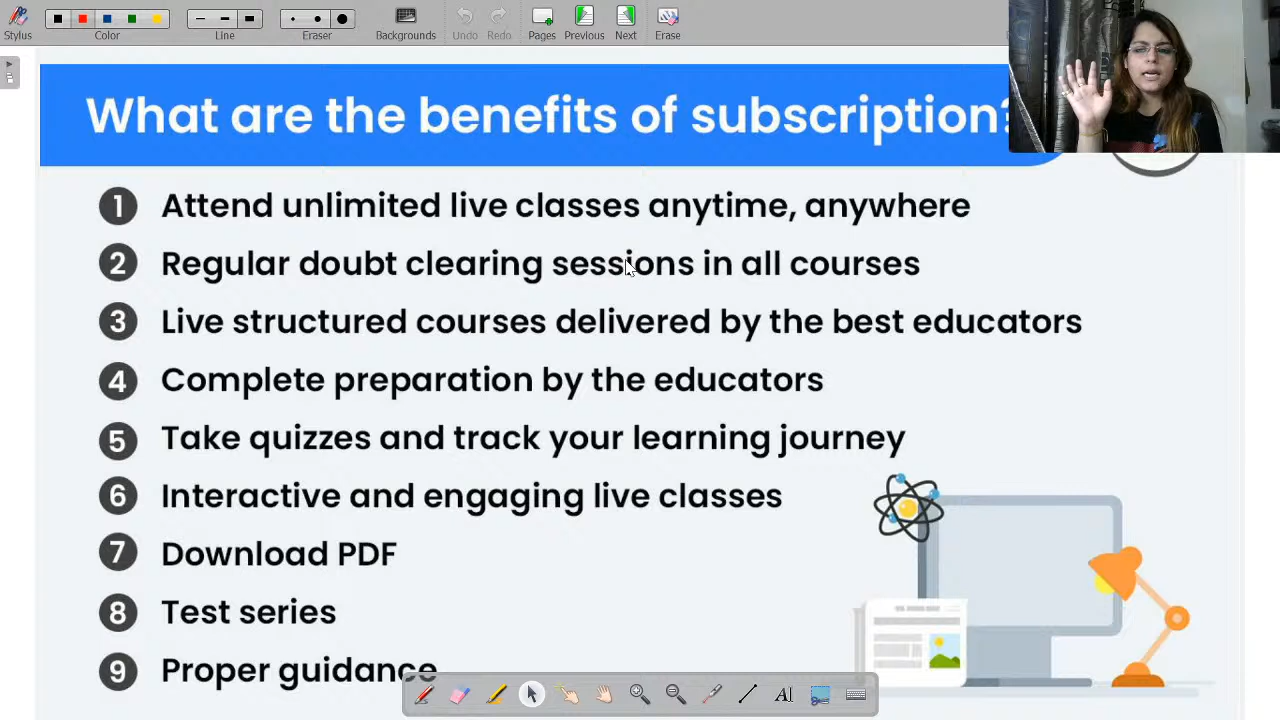 Stylus
Color
Line
Eraser
Backgrounds
Undo
Redo
Pages
Previous
Next
Erase
What are the benefits of subscription?
1 Attend unlimited live classes anytime, anywhere
2 Regular doubt clearing sessions in all courses
3 Live structured courses delivered by the best educators
4 Complete preparation by the educators
5 Take quizzes and track your learning journey
6 Interactive and engaging live classes
7 Download PDF
8 Test series
9 Proper guidance
AI